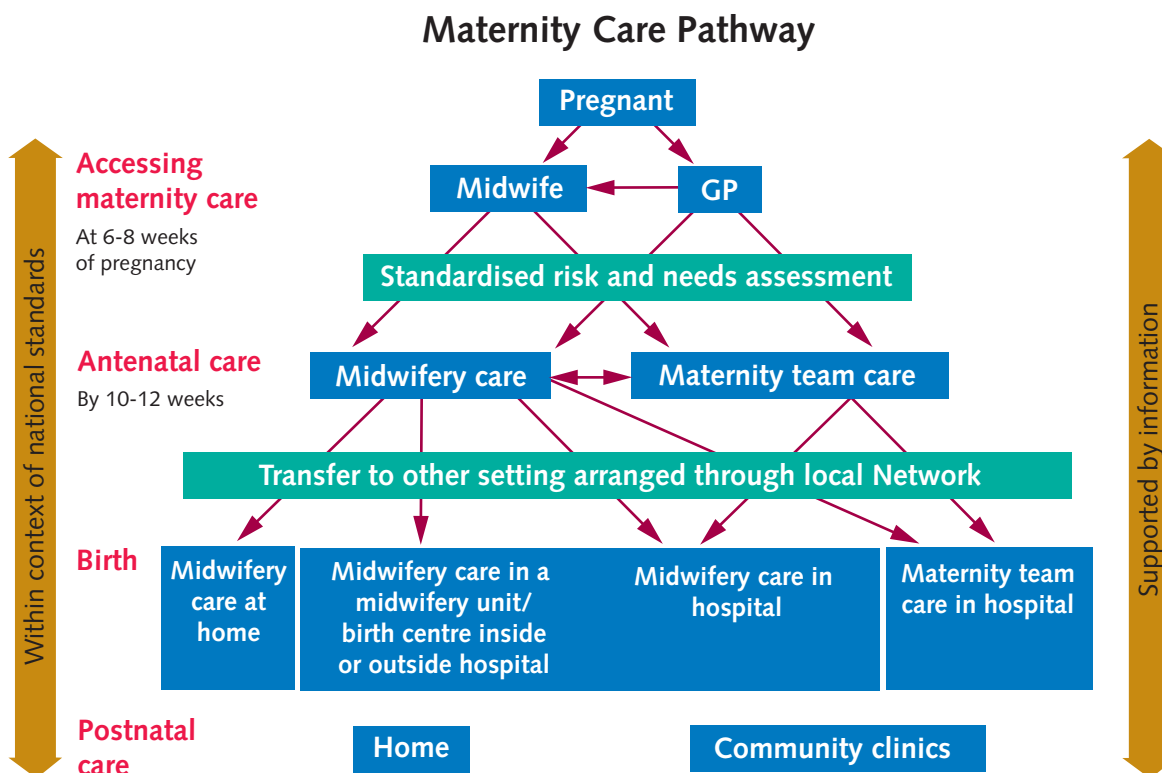 Maternity Care Pathway
Pregnant
Accessing
maternity care
At 6-8 weeks
of pregnancy
Midwife
GP
Standardised risk and needs assessment
Antenatal care
By 10-12 weeks
Midwifery care
Maternity team care
Transfer to other setting arranged through local Network
Birth
Midwifery
care at
home
Midwifery care in a
midwifery unit/
birth centre inside
or outside hospital
Midwifery care in
hospital
Maternity team
care in hospital
Postnatal
care
Home
Community clinics
Within context of national standards
Supported by information